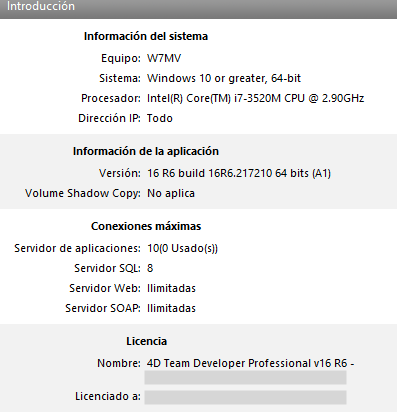 Introducción
Información del sistema
Equipo: W7MV
Sistema: Windows 10 or greater, 64-bit
Procesador: Intel(R) Core(TM) i7-3520M CPU @ 2.90GHz
Dirección IP: Todo
Información de la aplicación
Versión: 16 R6 build 16R6.217210 64 bits (A1)
Volume Shadow Copy: No aplica
Conexiones máximas
Servidor de aplicaciones: 10(0 Usado(s))
Servidor SQL: 8
Servidor Web: Ilimitadas
Servidor SOAP: Ilimitadas
Licencia
Nombre: 4D Team Developer Professional v16 R6 -
Licenciado a: